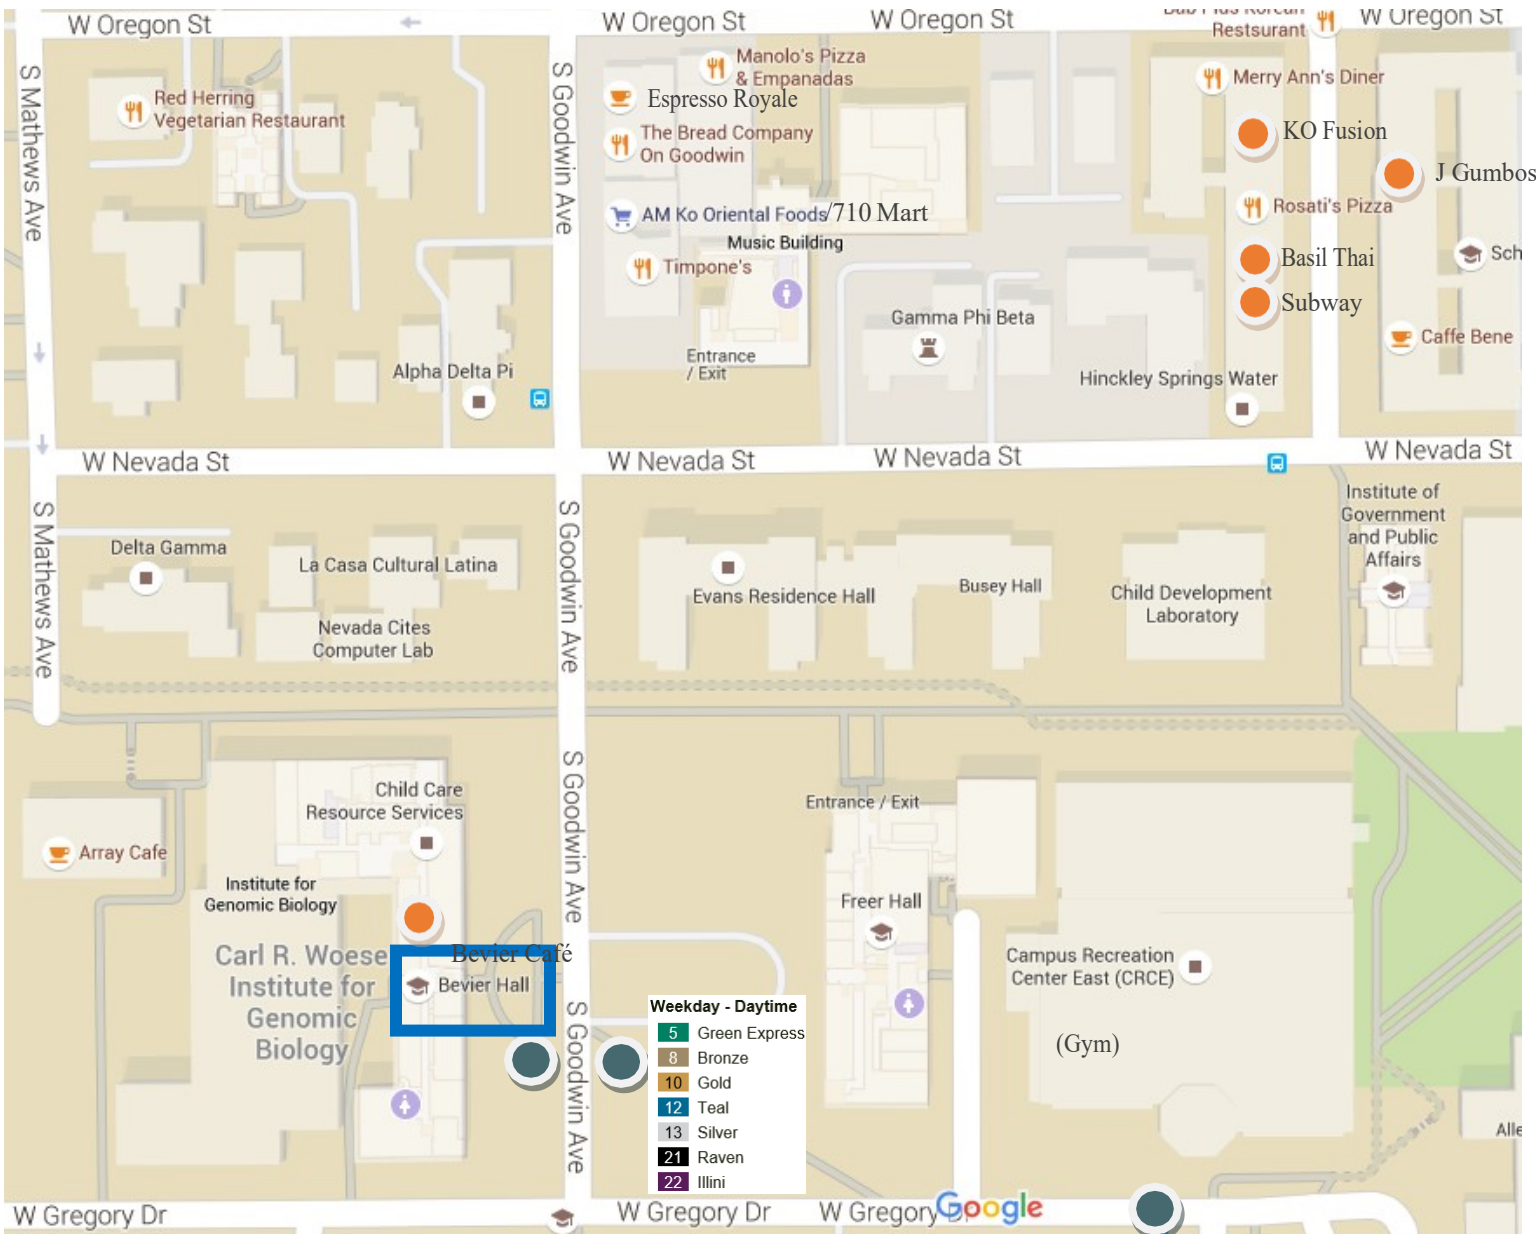 W Oregon St
W Oregon St
W Oregon St
W Oregon St
Restsurant
S Mathews Ave
S Goodwin Ave
Manolo's Pizza
& Empanadas
Merry Ann's Diner
Red Herring
Vegetarian Restaurant
Espresso Royale
The Bread Company
On Goodwin
KO Fusion
J Gumbos
AM Ko Oriental Foods/710 Mart
Rosati's Pizza
Music Building
Timpone's
Basil Thai
Sch
Subway
Gamma Phi Beta
Caffe Bene
Entrance
/ Exit
Alpha Delta Pi
Hinckley Springs Water
W Nevada St
W Nevada St
W Nevada St
W Nevada St
S Mathews Ave
S Goodwin Ave
Institute of
Government
and Public
Affairs
Delta Gamma
La Casa Cultural Latina
Evans Residence Hall
Busey Hall
Child Development
Laboratory
Nevada Cites
Computer Lab
S Goodwin Ave
Child Care
Resource Services
Entrance / Exit
Array Cafe
Institute for
Genomic Biology
Freer Hall
Carl R. Woese
Institute for
Genomic
Biology
Bevier Café
Bevier Hall
Campus Recreation
Center East (CRCE)
(Gym)
S Goodwin Ave
Weekday - Daytime
5 Green Express
8 Bronze
10 Gold
12 Teal
13 Silver
21 Raven
22 Illini
Alle
W Gregory Dr
W Gregory Dr
W Gregory D
Google